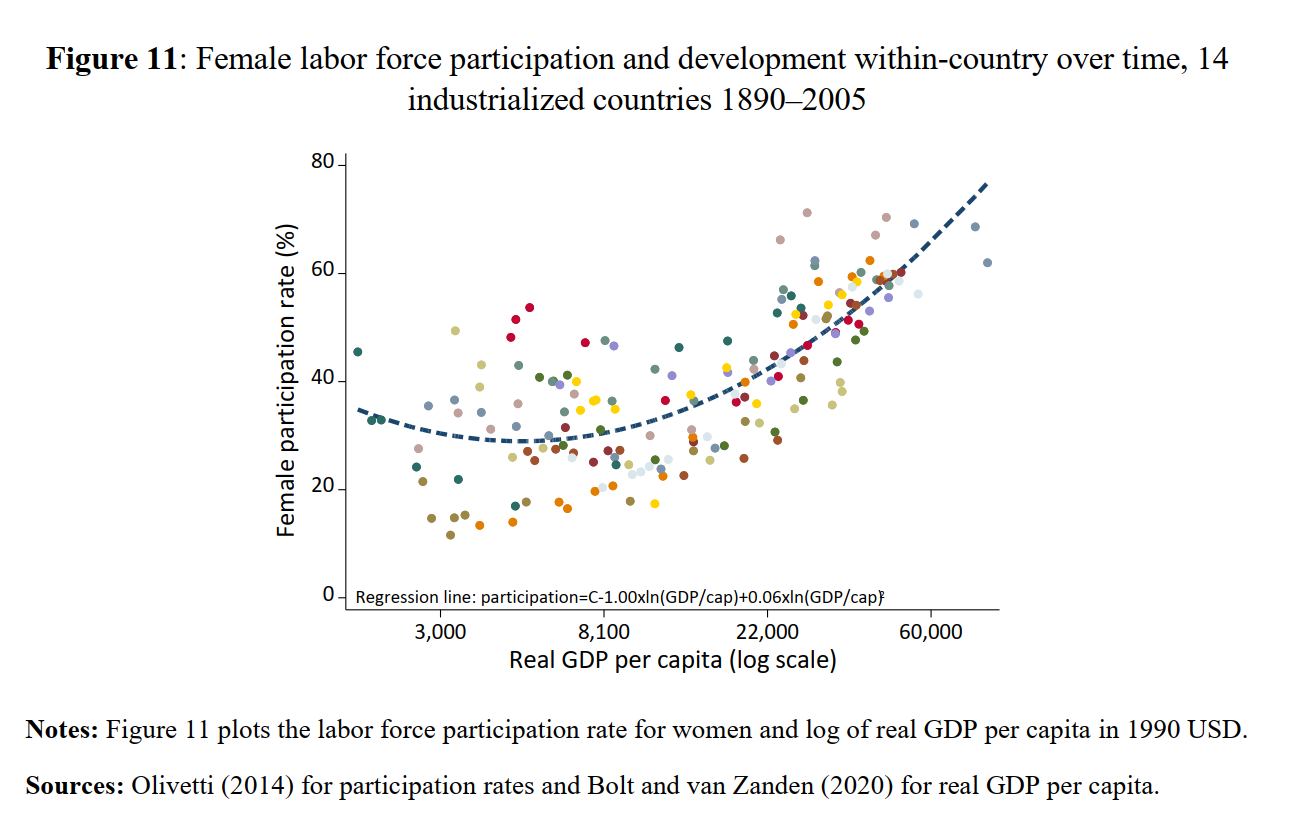 Figure 11: Female labor force participation and development within-country over time, 14
industrialized countries 1890–2005
80
60
40
20
0
Female participation rate (%)
Regression line: participation=C-1.00xln(GDP/cap)+0.06xln(GDP/cap)²
3,000 8,100 22,000 60,000
Real GDP per capita (log scale)
Notes: Figure 11 plots the labor force participation rate for women and log of real GDP per capita in 1990 USD.
Sources: Olivetti (2014) for participation rates and Bolt and van Zanden (2020) for real GDP per capita.